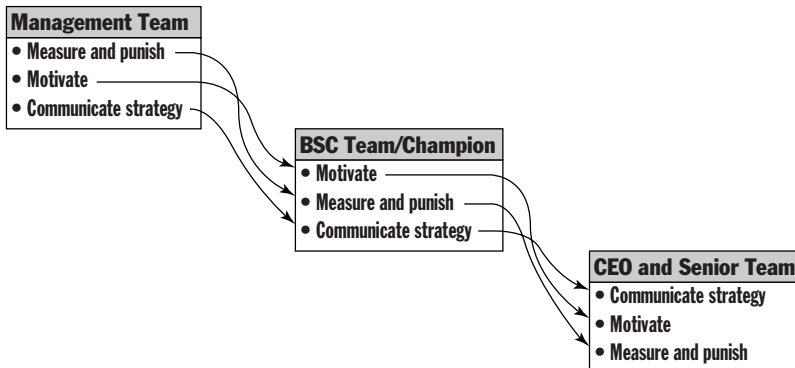 Management Team
• Measure and punish
• Motivate
• Communicate strategy
BSC Team/Champion
• Motivate
• Measure and punish
• Communicate strategy
CEO and Senior Team
• Communicate strategy
• Motivate
• Measure and punish